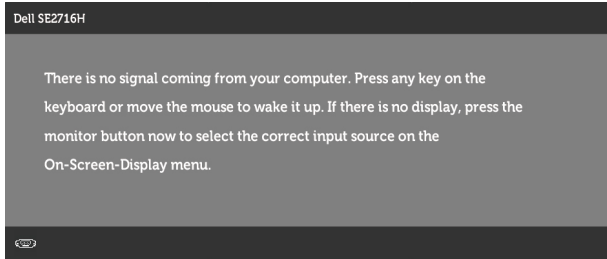 Dell SE2716H
There is no signal coming from your computer. Press any key on the
keyboard or move the mouse to wake it up. If there is no display, press the
monitor button now to select the correct input source on the
On-Screen-Display menu.